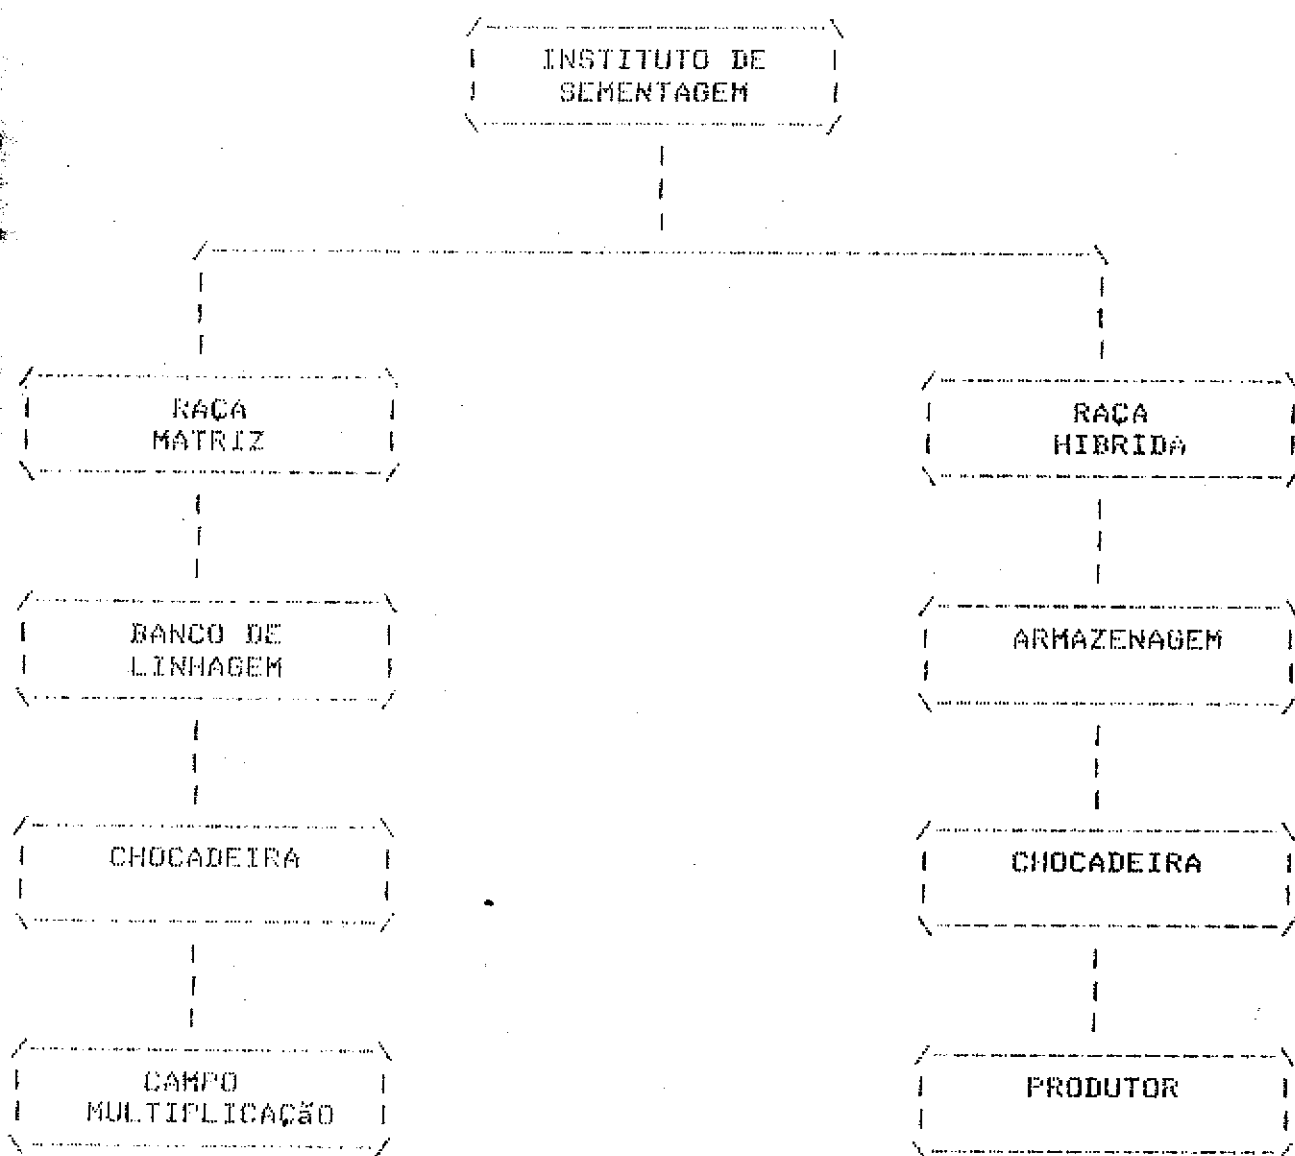 INSTITUTO DE
SEMENTAGEM
RAÇA
MATRIZ
RAÇA
HIBRIDA
BANCO DE
LINHAGEM
ARMAZENAGEM
CHOCADEIRA
CHOCADEIRA
CAMPO
MULTIPLICAÇãO
PRODUTOR